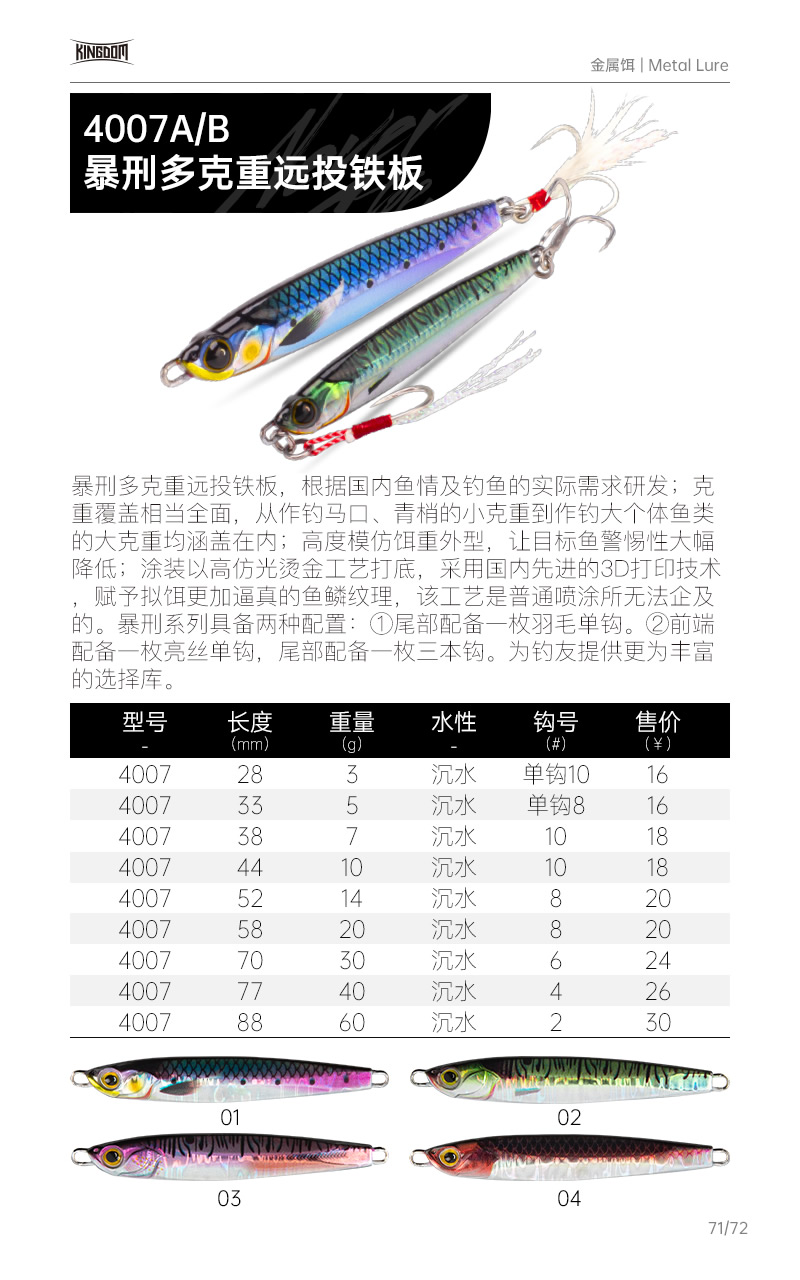 KINGDOM
金属饵 | Metal Lure
4007A/B
暴刑多克重远投铁板
暴刑多克重远投铁板，根据国内鱼情及钓鱼的实际需求研发；克
重覆盖相当全面，从作钓马口、青梢的小克重到作钓大个体鱼类
的大克重均涵盖在内；高度模仿饵重外型，让目标鱼警惕性大幅
降低；涂装以高仿光烫金工艺打底，采用国内先进的3D打印技术
，赋予拟饵更加逼真的鱼鳞纹理，该工艺是普通喷涂所无法企及
的。暴刑系列具备两种配置：①尾部配备一枚羽毛单钩。②前端
配备一枚亮丝单钩，尾部配备一枚三本钩。为钓友提供更为丰富
的选择库。
型号 长度 重量 水性 钩号 售价
- (mm) (g) - (#) (￥)
4007 28 3 沉水 单钩10 16
4007 33 5 沉水 单钩8 16
4007 38 7 沉水 10 18
4007 44 10 沉水 10 18
4007 52 14 沉水 8 20
4007 58 20 沉水 8 20
4007 70 30 沉水 6 24
4007 77 40 沉水 4 26
4007 88 60 沉水 2 30
01 02
03 04
71/72